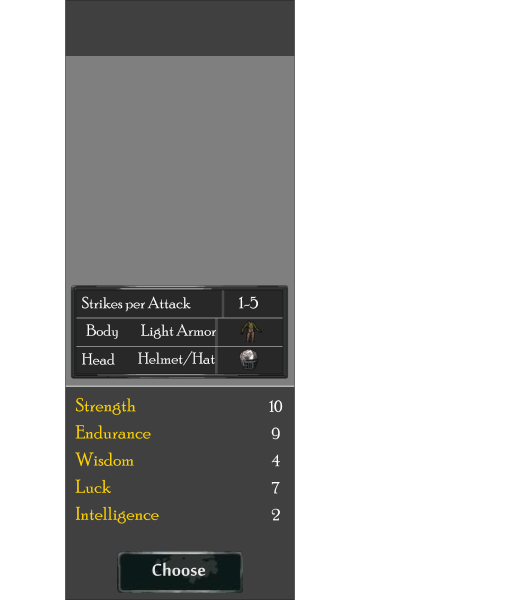 Strikes per Attack 1-5
Body Light Armor
Head Helmet/Hat
Strength 10
Endurance 9
Wisdom 4
Luck 7
Intelligence 2
Choose